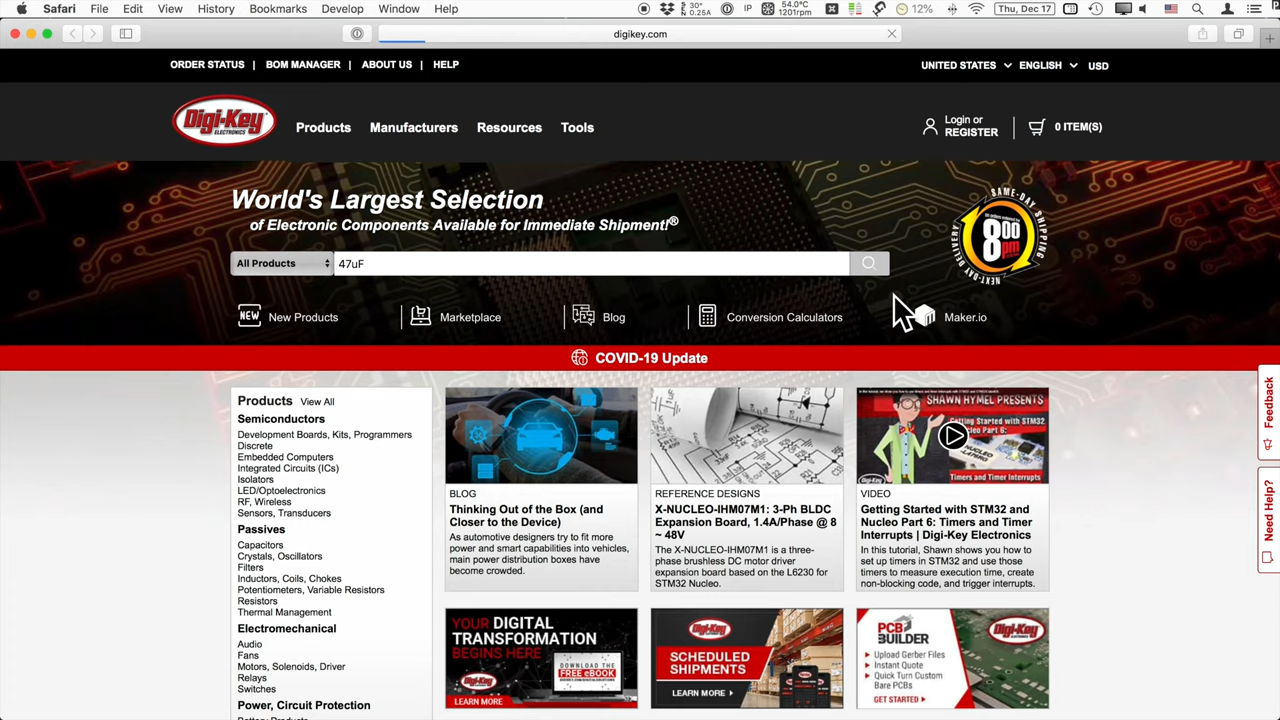 Safari File Edit View History Bookmarks Develop Window Help
30° 0.25A IP 54.0°C 1201rpm 12% Thu, Dec 17
digikey.com
ORDER STATUS | BOM MANAGER | ABOUT US | HELP
UNITED STATES ENGLISH USD
Digi-Key ELECTRONICS
Products Manufacturers Resources Tools
Login or REGISTER
0 ITEM(S)
World's Largest Selection
of Electronic Components Available for Immediate Shipment!®
SAME-DAY SHIPPING
8:00 pm
NEXT-DAY DELIVERY
All Products 47uF
NEW New Products | Marketplace | Blog | Conversion Calculators Maker.io
COVID-19 Update
Feedback
Need Help?
Products View All
Semiconductors
Development Boards, Kits, Programmers
Discrete
Embedded Computers
Integrated Circuits (ICs)
Isolators
LED/Optoelectronics
RF, Wireless
Sensors, Transducers
Passives
Capacitors
Crystals, Oscillators
Filters
Inductors, Coils, Chokes
Potentiometers, Variable Resistors
Resistors
Thermal Management
Electromechanical
Audio
Fans
Motors, Solenoids, Driver
Relays
Switches
Power, Circuit Protection
BLOG
Thinking Out of the Box (and
Closer to the Device)
As automotive designers try to fit more
power and smart capabilities into vehicles,
main power distribution boxes have
become crowded.
REFERENCE DESIGNS
X-NUCLEO-IHM07M1: 3-Ph BLDC
Expansion Board, 1.4A/Phase @ 8
~ 48V
The X-NUCLEO-IHM07M1 is a three-
phase brushless DC motor driver
expansion board based on the L6230 for
STM32 Nucleo.
SHAWN HYMEL PRESENTS
Getting Started with STM32
Nucleo Part 6:
Timers and Timer Interrupts
VIDEO
Getting Started with STM32 and
Nucleo Part 6: Timers and Timer
Interrupts | Digi-Key Electronics
In this tutorial, Shawn shows you how to
set up timers in STM32 and use those
timers to measure execution time, create
non-blocking code, and trigger interrupts.
YOUR DIGITAL
TRANSFORMATION
BEGINS HERE
DOWNLOAD THE
FREE eBOOK
LEARN MORE
Digi-Key
SCHEDULED
SHIPMENTS
LEARN MORE
PCB
BUILDER
Digi-Key
Upload Gerber Files
Instant Quote
Quick Turn Custom
Bare PCBs
GET STARTED